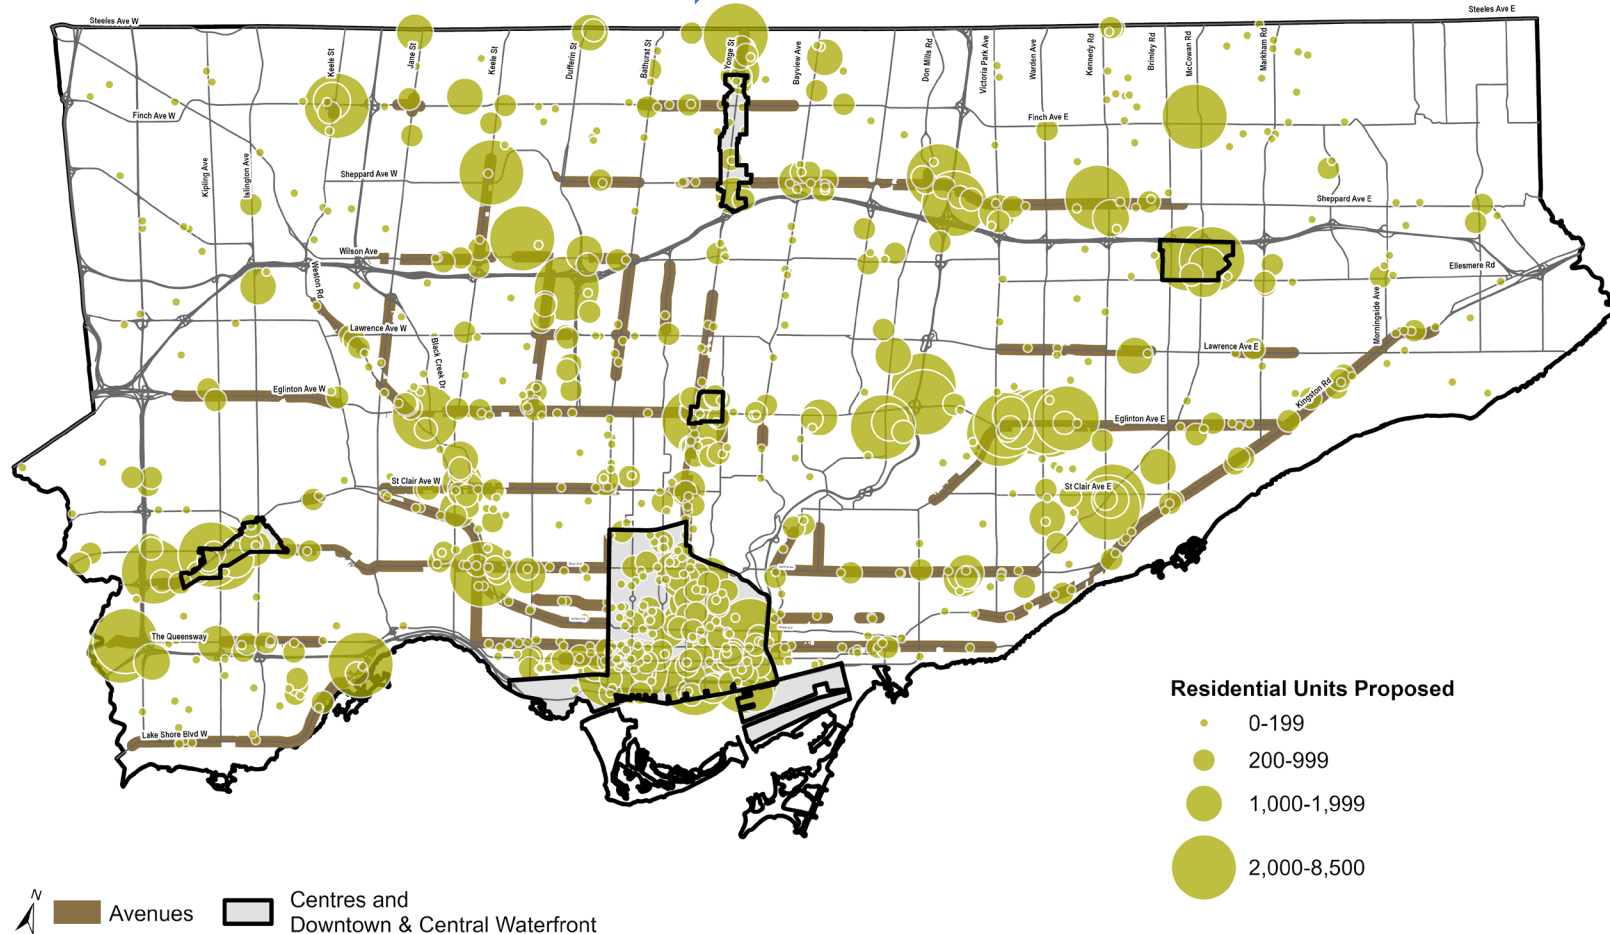 Steeles Ave W
Steeles Ave E
Keele St
Jane St
Keele St
Dufferin St
Bathurst St
Yonge St
Bayview Ave
Don Mills Rd
Victoria Park Ave
Warden Ave
Kennedy Rd
Brimley Rd
McCowan Rd
Markham Rd
Finch Ave W
Finch Ave E
Kipling Ave
Islington Ave
Sheppard Ave W
Sheppard Ave E
Wilson Ave
Weston Rd
Ellesmere Rd
Morningside Ave
Lawrence Ave W
Black Creek Dr
Lawrence Ave E
Eglinton Ave W
Kingston Rd
Eglinton Ave E
St Clair Ave W
St Clair Ave E
The Queensway
Lake Shore Blvd W
Residential Units Proposed
0-199
200-999
1,000-1,999
2,000-8,500
N
Avenues
Centres and
Downtown & Central Waterfront